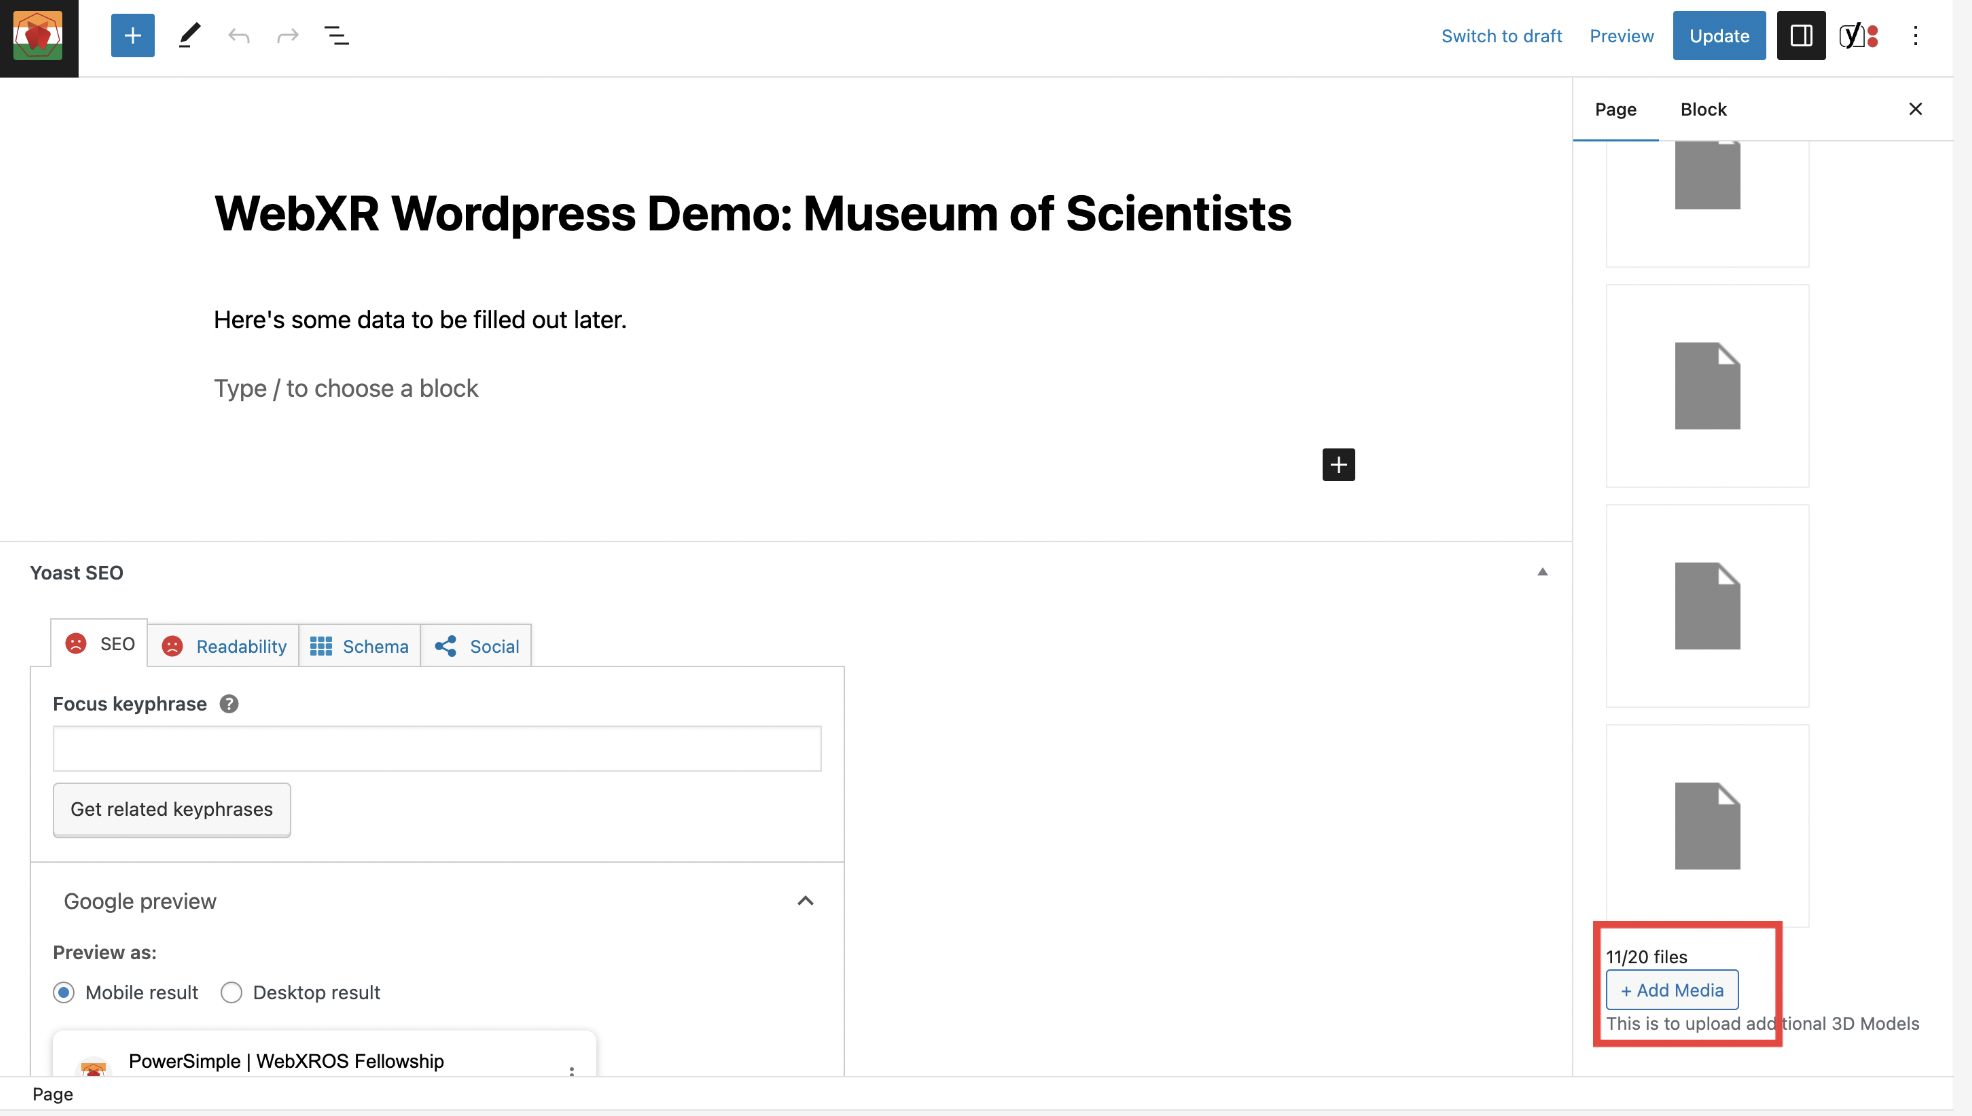 Switch to draft
Preview
Update
Page
Block
WebXR Wordpress Demo: Museum of Scientists
Here's some data to be filled out later.
Type / to choose a block
Yoast SEO
SEO
Readability
Schema
Social
Focus keyphrase
Get related keyphrases
Google preview
Preview as:
Mobile result
Desktop result
PowerSimple | WebXROS Fellowship
11/20 files
+ Add Media
This is to upload additional 3D Models
Page